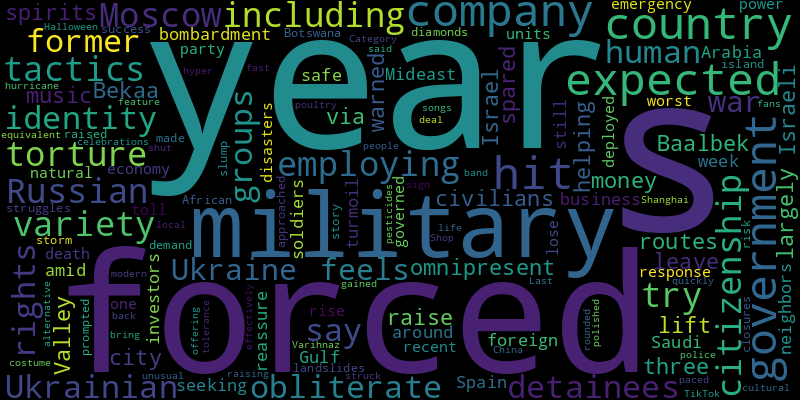 spirits Moscow including company emergency power
Halloween success
former bombardment Botswana diamonds units country
party Category said
tactics safe Mideast human Arabia
hurricane hyper fast island
music Bekaa year warned Israel spared expected
feature poultry songs deal
identity via still worst war fans
equivalent raised groups disasters helping deployed Israeli
celebrations made people
torture shut slump employing hit Baalbek
natural economy band week
Russian African civilians money government
struggles approached soldiers story turmoil pesticides governed sign business Shanghai S
variety toll military life Shop lose largely
storm local demand routes citizenship risk
rights death Ukraine feels omnipresent leave response
amid modern gained Last quickly
alternative prompted one investors offering tolerance effectively rise raise foreign rounded polished try lift neighbors
Valley back say around Saudi closures
bring reassure Varihnaz recent forced police
costume city Gulf China three
unusual landslides paced
Ukrainian seeking raising struck obliterate Spain detainees TikTok cultural